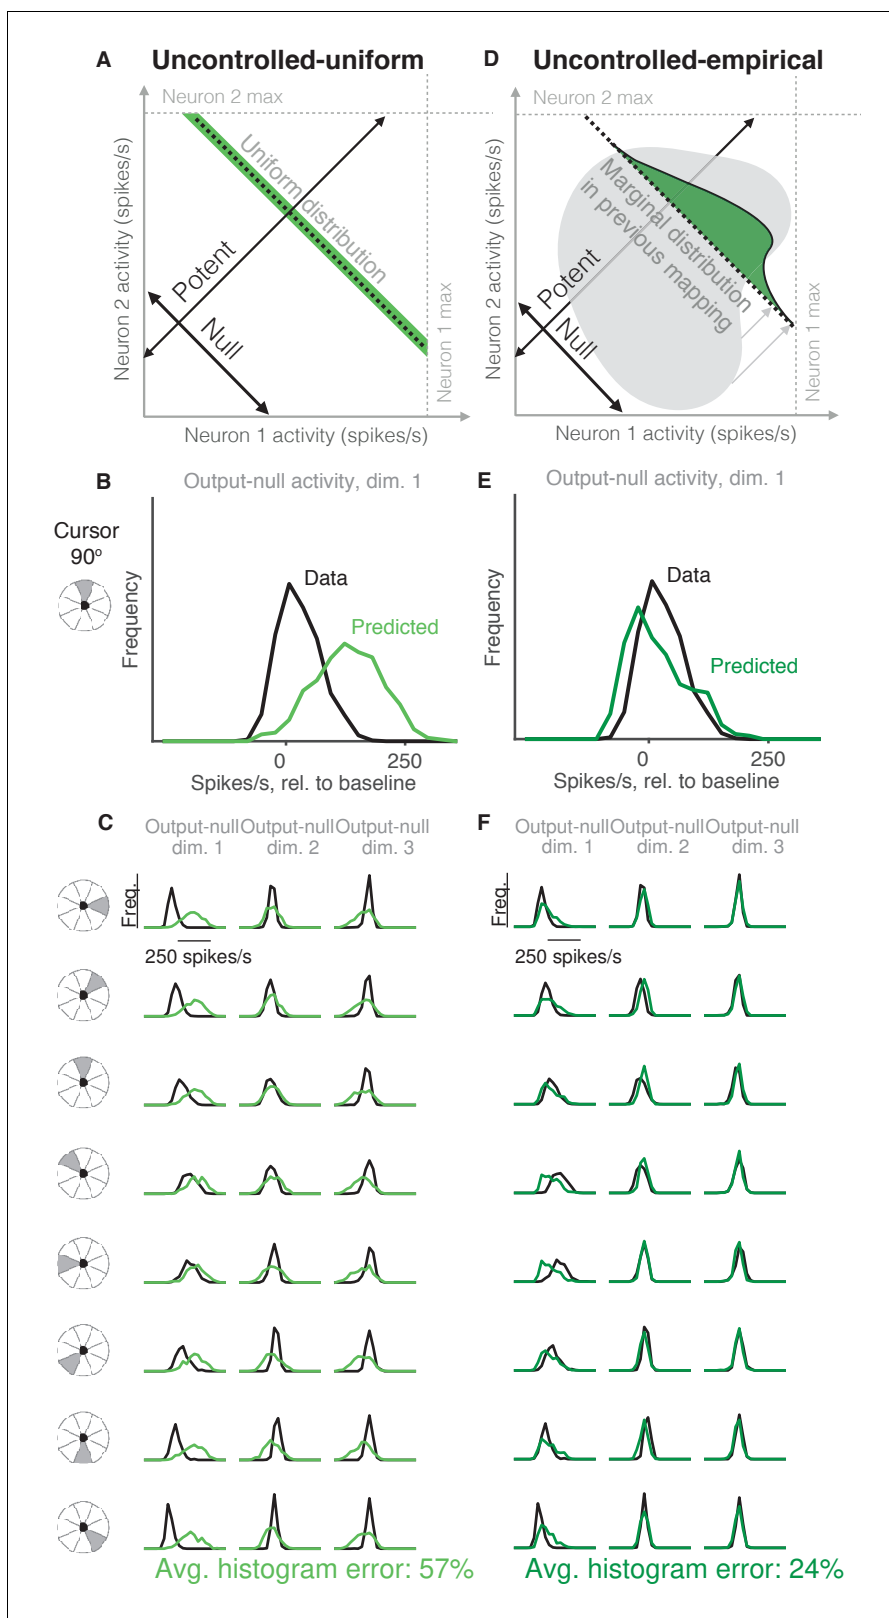 A
Uncontrolled-uniform
Neuron 2 max
Neuron 2 activity (spikes/s)
Uniform distribution
Potent
Null
Neuron 1 max
Neuron 1 activity (spikes/s)
D
Uncontrolled-empirical
Neuron 2 max
Neuron 2 activity (spikes/s)
Marginal distribution
in previous mapping
Potent
Null
Neuron 1 max
Neuron 1 activity (spikes/s)
B
Output-null activity, dim. 1
Cursor
90º
Frequency
Data
Predicted
0
250
Spikes/s, rel. to baseline
E
Output-null activity, dim. 1
Frequency
Data
Predicted
0
250
Spikes/s, rel. to baseline
C
Output-null
dim. 1
Output-null
dim. 2
Output-null
dim. 3
Freq.
250 spikes/s
Avg. histogram error: 57%
F
Output-null
dim. 1
Output-null
dim. 2
Output-null
dim. 3
Freq.
250 spikes/s
Avg. histogram error: 24%